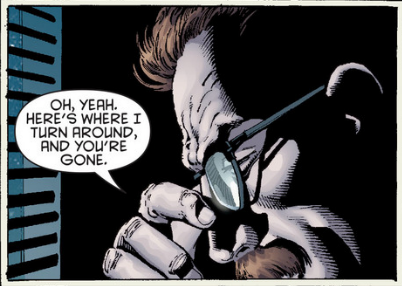 OH, YEAH.
HERE'S WHERE I
TURN AROUND,
AND YOU'RE
GONE.